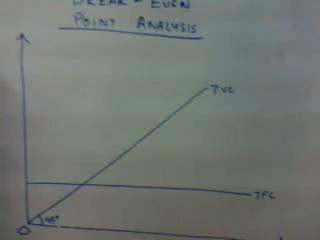 BREAK - EVEN
POINT ANALYSIS
TVC
TFC
45°
O